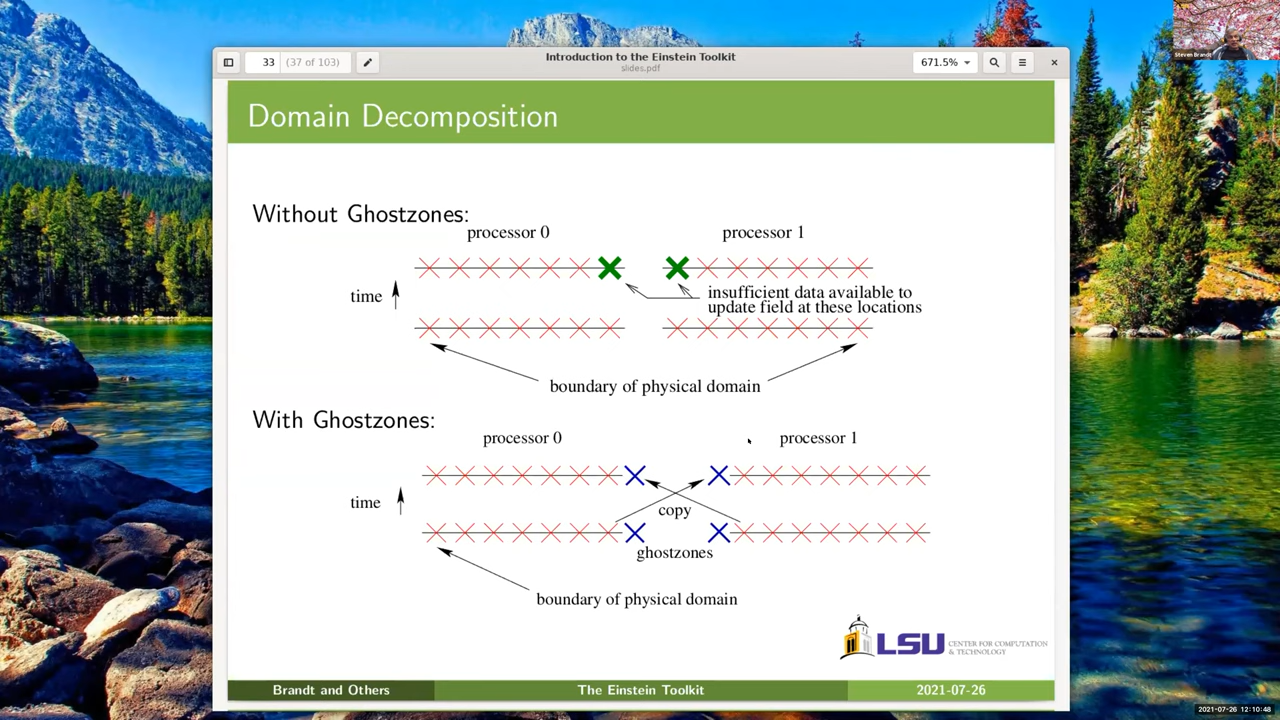 33 (37 of 103)
Introduction to the Einstein Toolkit
slides.pdf
671.5%
Steven Brandt
Domain Decomposition
Without Ghostzones:
processor 0 processor 1
time
insufficient data available to
update field at these locations
boundary of physical domain
With Ghostzones:
processor 0 processor 1
time
copy
ghostzones
boundary of physical domain
LSU CENTER FOR COMPUTATION
& TECHNOLOGY
Brandt and Others The Einstein Toolkit 2021-07-26
2021-07-26 12:10:48